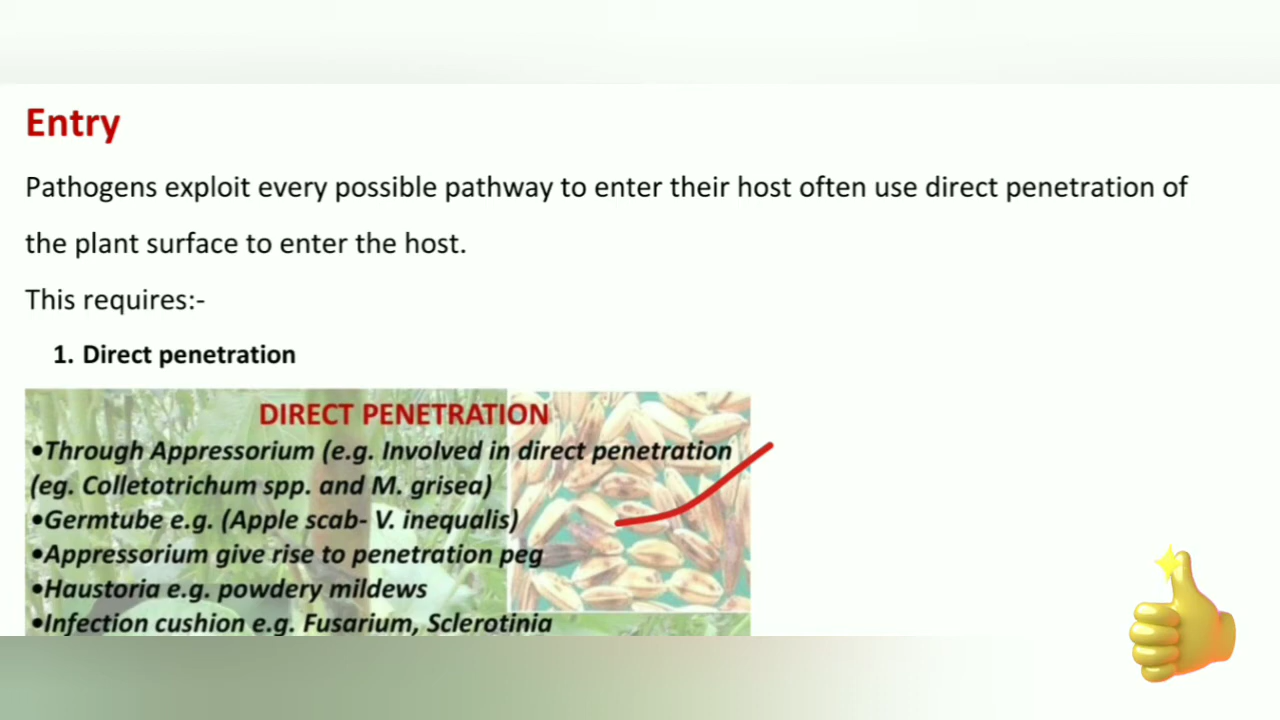 Entry
Pathogens exploit every possible pathway to enter their host often use direct penetration of
the plant surface to enter the host.
This requires:-
1. Direct penetration
DIRECT PENETRATION
•Through Appressorium (e.g. Involved in direct penetration
(eg. Colletotrichum spp. and M. grisea)
•Germtube e.g. (Apple scab- V. inequalis)
•Appressorium give rise to penetration peg
•Haustoria e.g. powdery mildews
•Infection cushion e.g. Fusarium, Sclerotinia